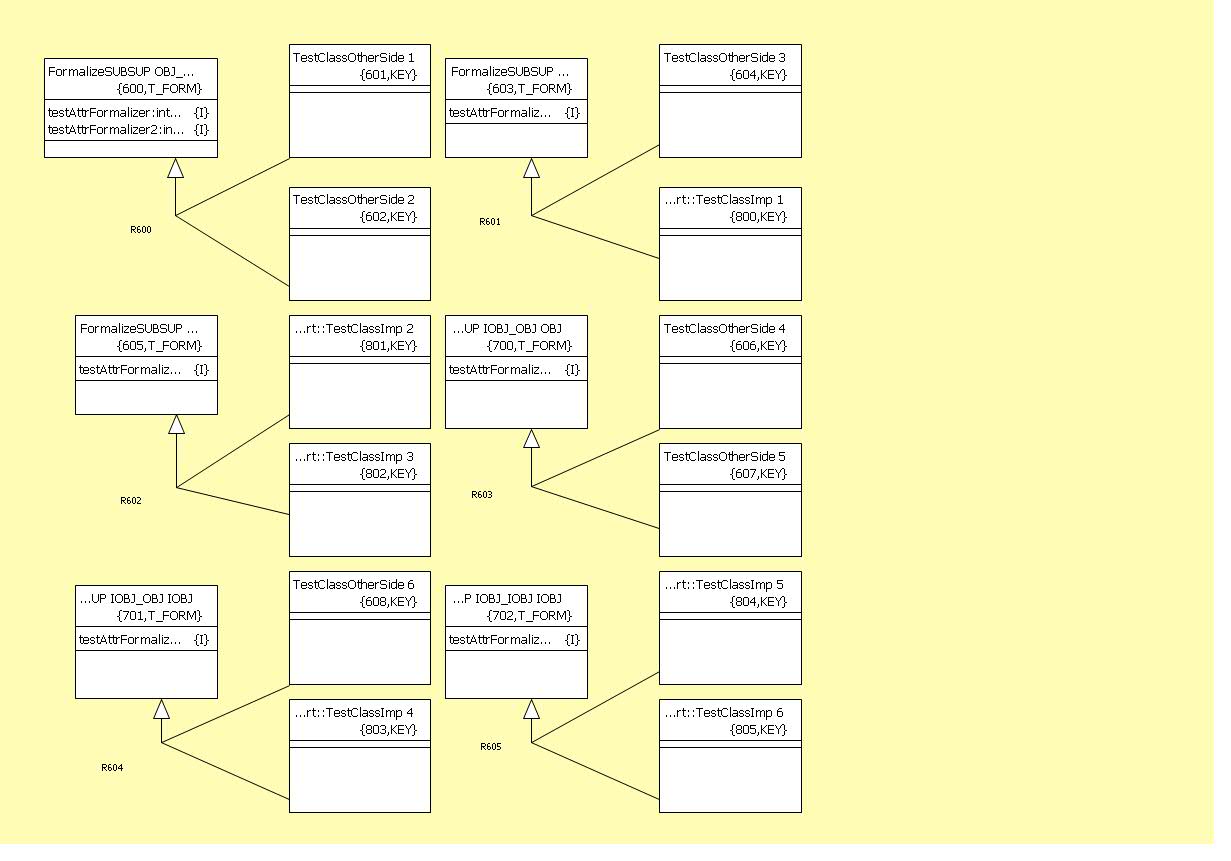 FormalizeSUBSUP OBJ_...
{600,T_FORM}
testAttrFormalizer:int... {I}
testAttrFormalizer2:in... {I}
TestClassOtherSide 1
{601,KEY}
TestClassOtherSide 2
{602,KEY}
R600
FormalizeSUBSUP ...
{603,T_FORM}
testAttrFormaliz... {I}
TestClassOtherSide 3
{604,KEY}
...rt::TestClassImp 1
{800,KEY}
R601
FormalizeSUBSUP ...
{605,T_FORM}
testAttrFormaliz... {I}
...rt::TestClassImp 2
{801,KEY}
...rt::TestClassImp 3
{802,KEY}
R602
...UP IOBJ_OBJ OBJ
{700,T_FORM}
testAttrFormaliz... {I}
TestClassOtherSide 4
{606,KEY}
TestClassOtherSide 5
{607,KEY}
R603
...UP IOBJ_OBJ IOBJ
{701,T_FORM}
testAttrFormaliz... {I}
TestClassOtherSide 6
{608,KEY}
...rt::TestClassImp 4
{803,KEY}
R604
...P IOBJ_IOBJ IOBJ
{702,T_FORM}
testAttrFormaliz... {I}
...rt::TestClassImp 5
{804,KEY}
...rt::TestClassImp 6
{805,KEY}
R605